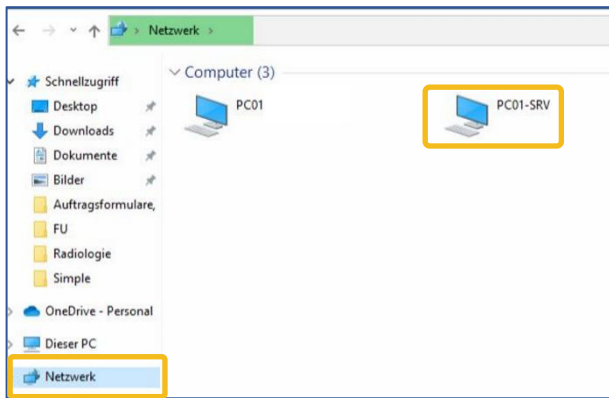 Netzwerk
Schnellzugriff
Desktop
Downloads
Dokumente
Bilder
Auftragsformulare,
FU
Radiologie
Simple
OneDrive - Personal
Dieser PC
Netzwerk
Computer (3)
PC01
PC01-SRV